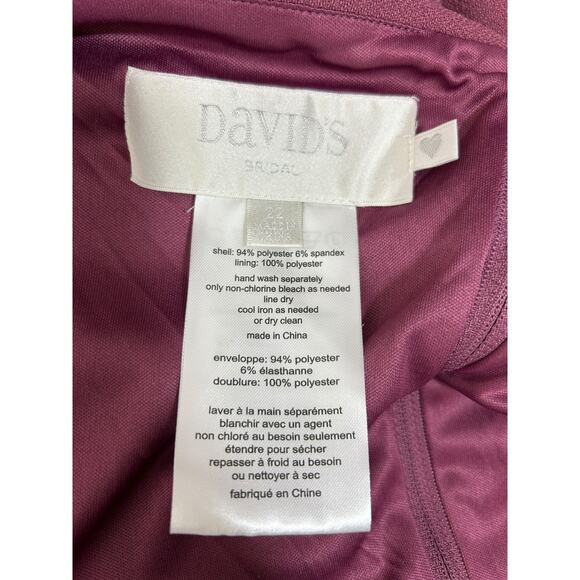 DaVID'S
BRIDAL
22
MADE IN
CHINA
shell: 94% polyester 6% spandex
lining: 100% polyester
hand wash separately
only non-chlorine bleach as needed
line dry
cool iron as needed
or dry clean
made in China
enveloppe: 94% polyester
6% élasthanne
doublure: 100% polyester
laver à la main séparément
blanchir avec un agent
non chloré au besoin seulement
étendre pour sécher
repasser à froid au besoin
ou nettoyer à sec
fabriqué en Chine